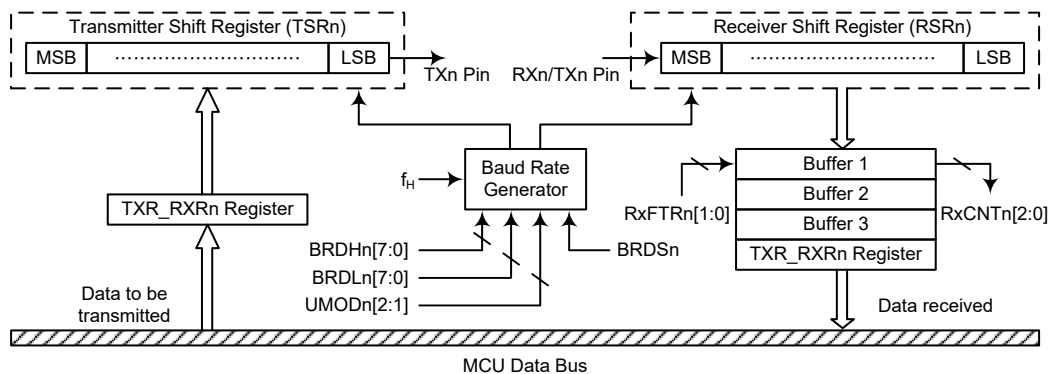 Transmitter Shift Register (TSRn)
Receiver Shift Register (RSRn)
MSB
LSB
TXn Pin
RXn/TXn Pin
MSB
LSB
Baud Rate
Generator
fH
TXR_RXRn Register
Buffer 1
Buffer 2
Buffer 3
TXR_RXRn Register
RxFTRn[1:0]
RxCNTn[2:0]
BRDHn[7:0]
BRDLn[7:0]
UMODn[2:1]
BRDSn
Data to be
transmitted
Data received
MCU Data Bus